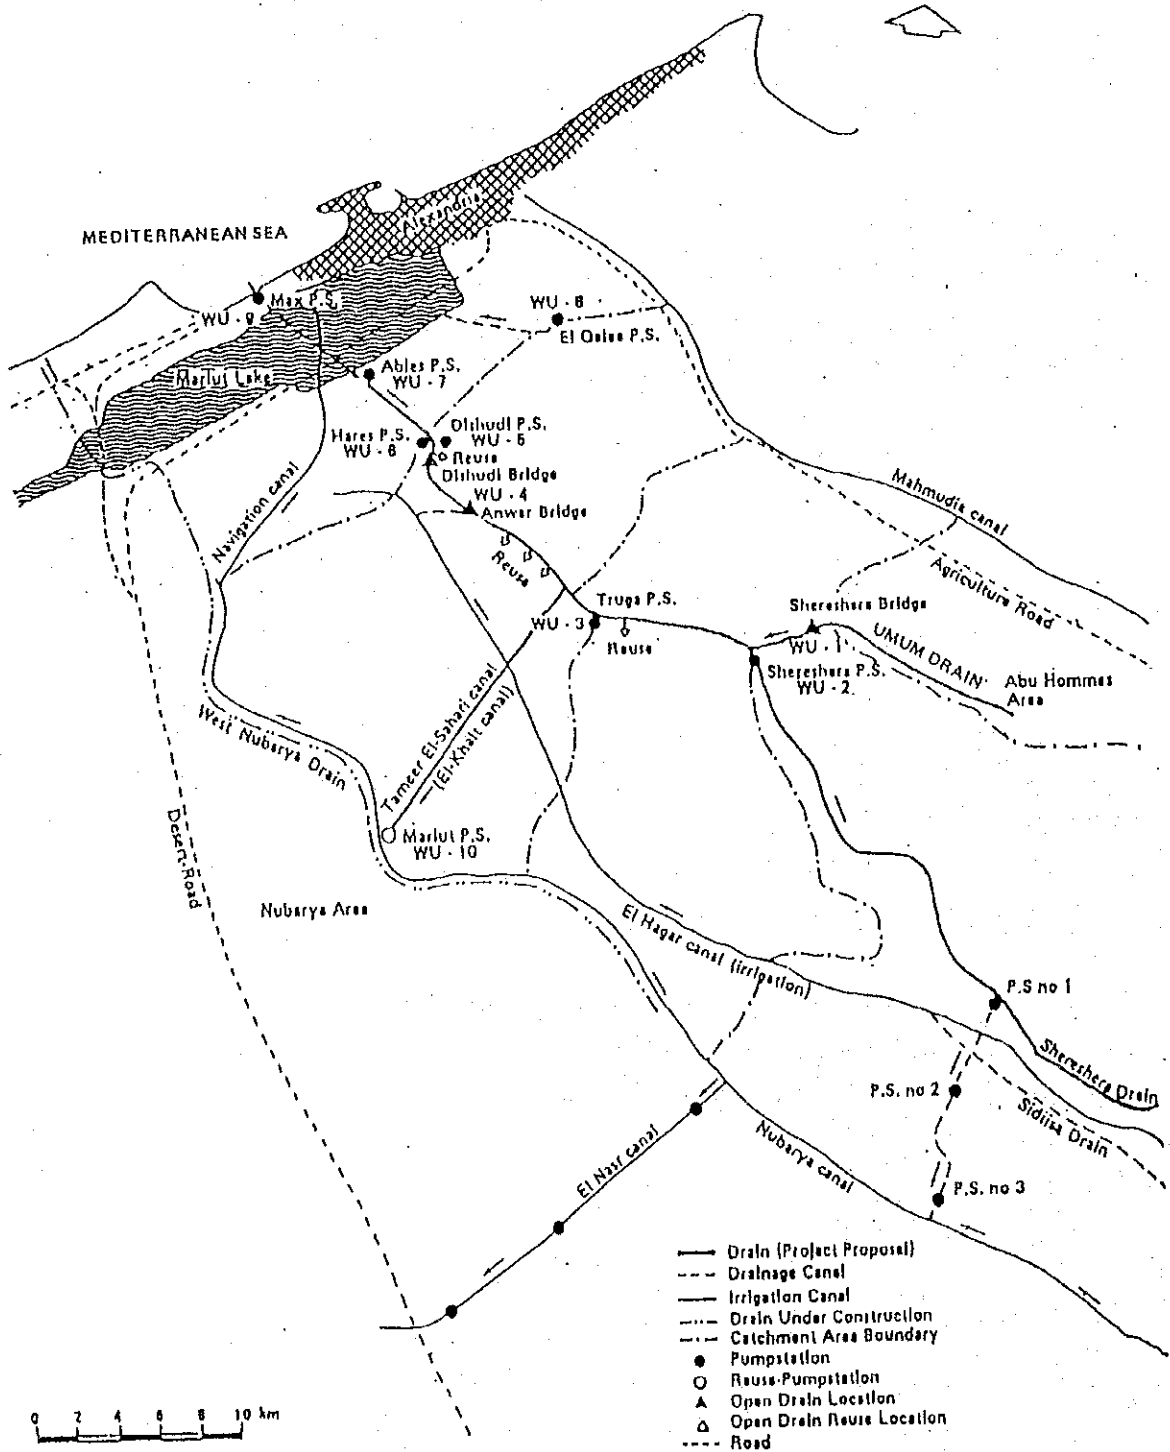 Alexandria
MEDITERRANEAN SEA
Max P.S.
WU - 9
WU - 8
El Qalaa P.S.
Mariut Lake
Ables P.S.
WU - 7
Dishudi P.S.
WU - 5
Hares P.S.
WU - 6
Reuse
Dishudi Bridge
WU - 4
Anwar Bridge
Navigation canal
Reuse
Mahmudia canal
Agriculture Road
Truga P.S.
WU - 3
Reuse
Shereshera Bridge
WU - 1
UMUM DRAIN
Abu Hommes
Area
Shereshera P.S.
WU - 2
West Nubarya Drain
Tameer El-Sahari canal
(El-Khalt canal)
Mariut P.S.
WU - 10
Desert-Road
Nubarya Area
El Hagar canal (irrigation)
P.S no 1
Shereshera Drain
P.S. no 2
Sidiisa Drain
El Nasr canal
Nubarya canal
P.S. no 3
Drain (Project Proposal)
Drainage Canal
Irrigation Canal
Drain Under Construction
Catchment Area Boundary
Pumpstation
Reuse-Pumpstation
Open Drain Location
Open Drain Reuse Location
Road
0 2 4 6 8 10 km